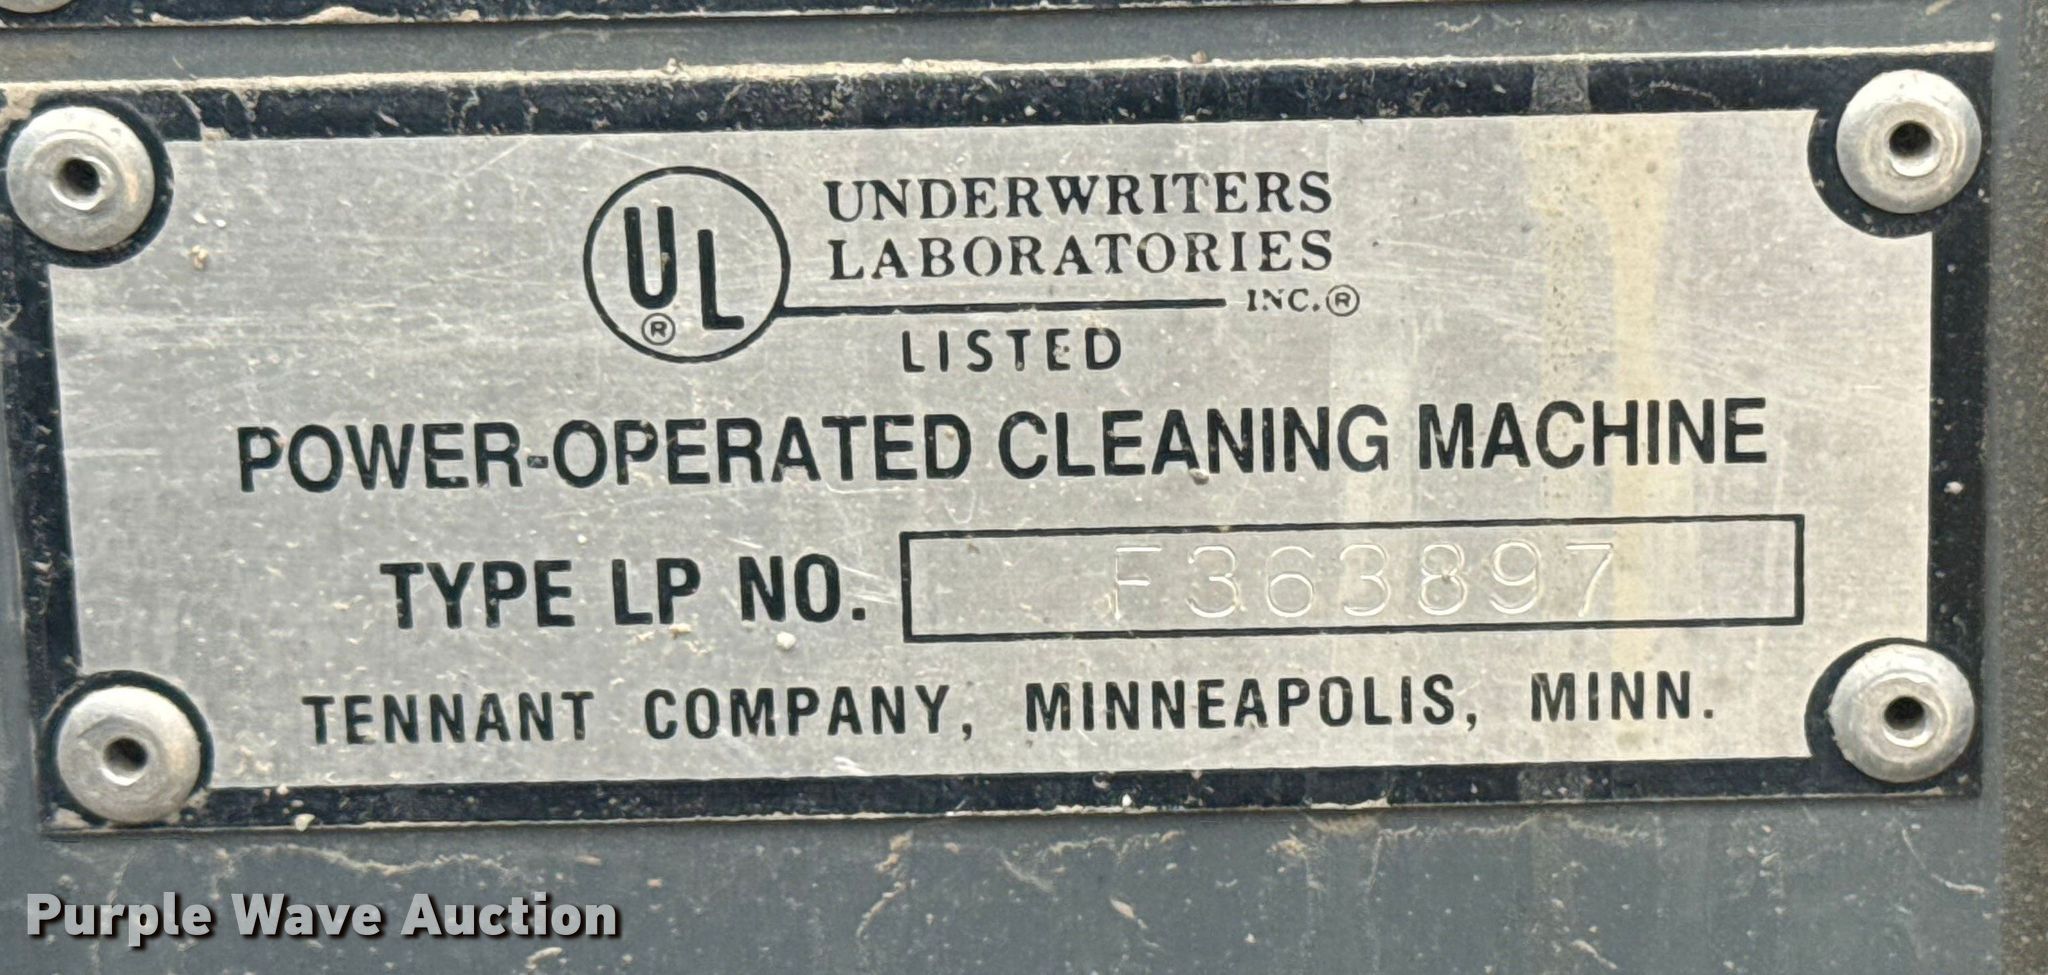 UL®
UNDERWRITERS
LABORATORIES
INC.®
LISTED
POWER-OPERATED CLEANING MACHINE
TYPE LP NO. F363897
TENNANT COMPANY, MINNEAPOLIS, MINN.
Purple Wave Auction